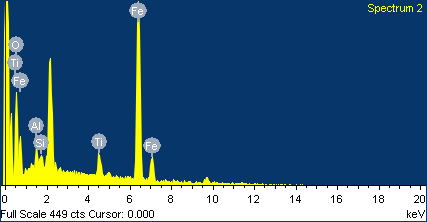 Spectrum 2
Fe
O
Ti
Fe
Al
Si
Ti
Fe
0 2 4 6 8 10 12 14 16 18 20
Full Scale 449 cts Cursor: 0.000 keV